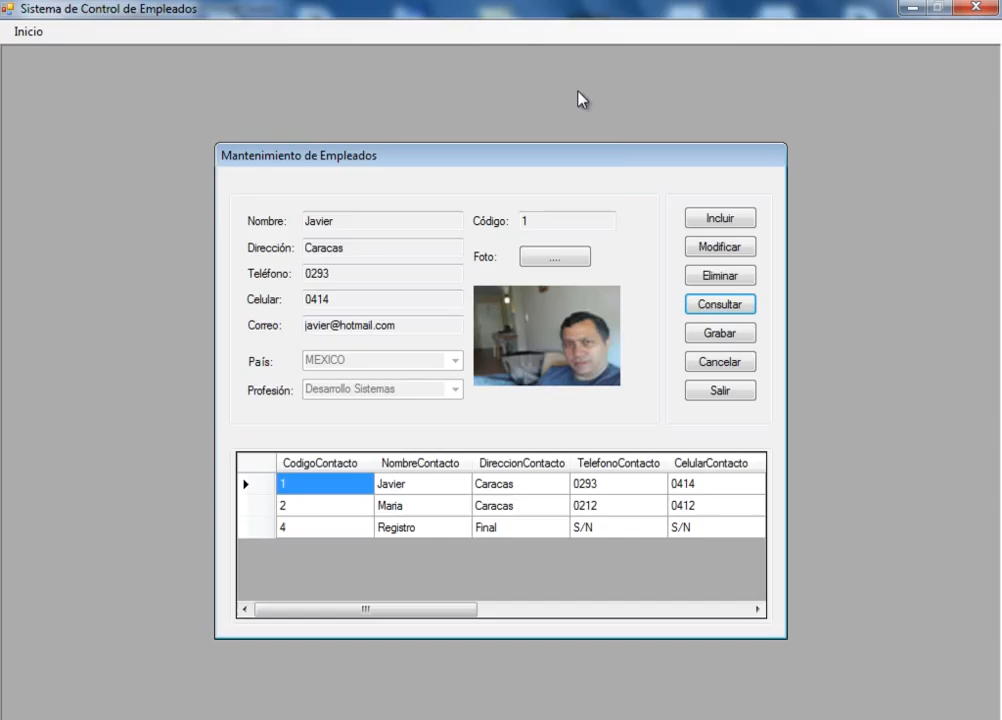 Sistema de Control de Empleados
Inicio
Mantenimiento de Empleados
Nombre: Javier Código: 1
Dirección: Caracas
Foto: ....
Teléfono: 0293
Celular: 0414
Correo: javier@hotmail.com
País: MEXICO
Profesión: Desarrollo Sistemas
Incluir
Modificar
Eliminar
Consultar
Grabar
Cancelar
Salir
CodigoContacto NombreContacto DireccionContacto TelefonoContacto CelularContacto
1 Javier Caracas 0293 0414
2 Maria Caracas 0212 0412
4 Registro Final S/N S/N